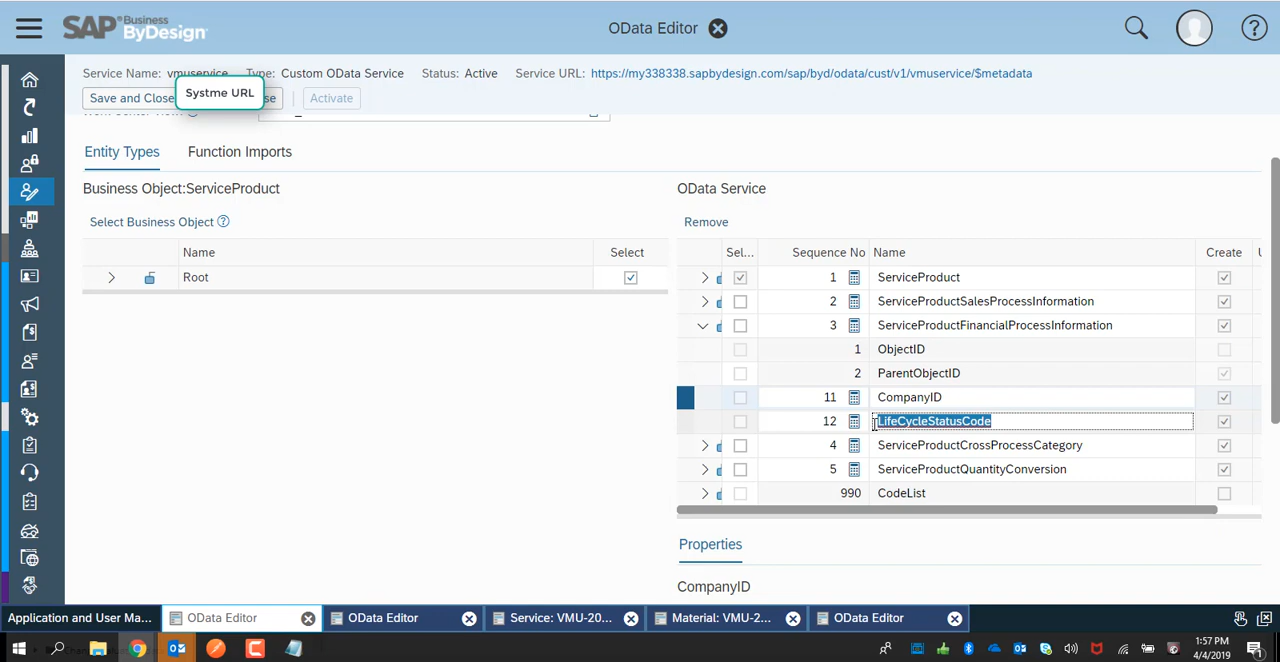 SAP Business ByDesign
OData Editor
Service Name: vmuservice Type: Custom OData Service Status: Active Service URL: https://my338338.sapbydesign.com/sap/byd/odata/cust/v1/vmuservice/$metadata
Systme URL
Save and Close se Activate
Entity Types Function Imports
Business Object:ServiceProduct
OData Service
Select Business Object
Remove
Name Select
Sel... Sequence No Name Create U
Root
1 ServiceProduct
2 ServiceProductSalesProcessInformation
3 ServiceProductFinancialProcessInformation
1 ObjectID
2 ParentObjectID
11 CompanyID
12 LifeCycleStatusCode
4 ServiceProductCrossProcessCategory
5 ServiceProductQuantityConversion
990 CodeList
Properties
CompanyID
Application and User Ma... OData Editor OData Editor Service: VMU-20... Material: VMU-2... OData Editor
1:57 PM
4/4/2019